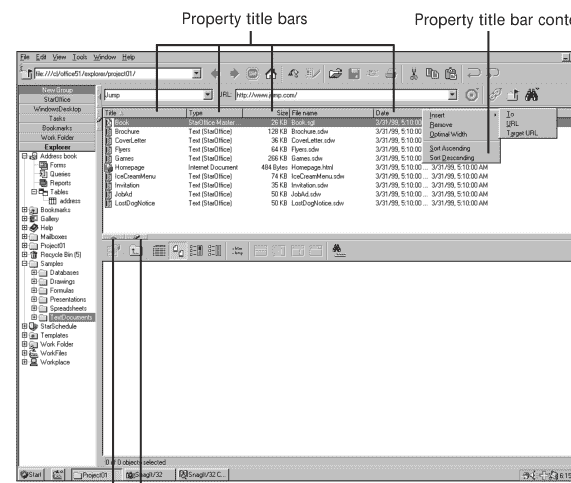 Property title bars
Property title bar conte
File Edit View Tools Window Help
file:///c|/office51/explorer/project01/
New Group
StarOffice
WindowsDesktop
Tasks
Bookmarks
Work Folder
Explorer
Address book
Forms
Queries
Reports
Tables
address
Bookmarks
Gallery
Help
Mailboxes
Project01
Recycle Bin (5)
Samples
Databases
Drawings
Formulas
Presentations
Spreadsheets
TextDocuments
StarSchedule
Templates
Work Folder
WorkFiles
Workplace
Jump URL: http://www.jump.com/
Title Type Size File name Date
Book StarOffice Master... 26 KB Book.sgl 3/31/99, 5:10:00
Brochure Text (StarOffice) 128 KB Brochure.sdw 3/31/99, 5:10:00
CoverLetter Text (StarOffice) 36 KB CoverLetter.sdw 3/31/99, 5:10:00
Flyers Text (StarOffice) 64 KB Flyers.sdw 3/31/99, 5:10:00
Games Text (StarOffice) 266 KB Games.sdw 3/31/99, 5:10:00
Homepage Internet Document 484 Bytes Homepage.html 3/31/99, 5:10:00 ... 3/31/99, 5:10:00 AM
IceCreamMenu Text (StarOffice) 74 KB IceCreamMenu.sdw 3/31/99, 5:10:00 ... 3/31/99, 5:10:00 AM
Invitation Text (StarOffice) 35 KB Invitation.sdw 3/31/99, 5:10:00 ... 3/31/99, 5:10:00 AM
JobAd Text (StarOffice) 50 KB JobAd.sdw 3/31/99, 5:10:00 ... 3/31/99, 5:10:00 AM
LostDogNotice Text (StarOffice) 50 KB LostDogNotice.sdw 3/31/99, 5:10:00 ... 3/31/99, 5:10:00 AM
Insert
Remove
Optimal Width
Sort Ascending
Sort Descending
To
URL
Target URL
0 of 0 objects selected
Start Project01 SnagIt/32 SnagIt/32 C... 6:15